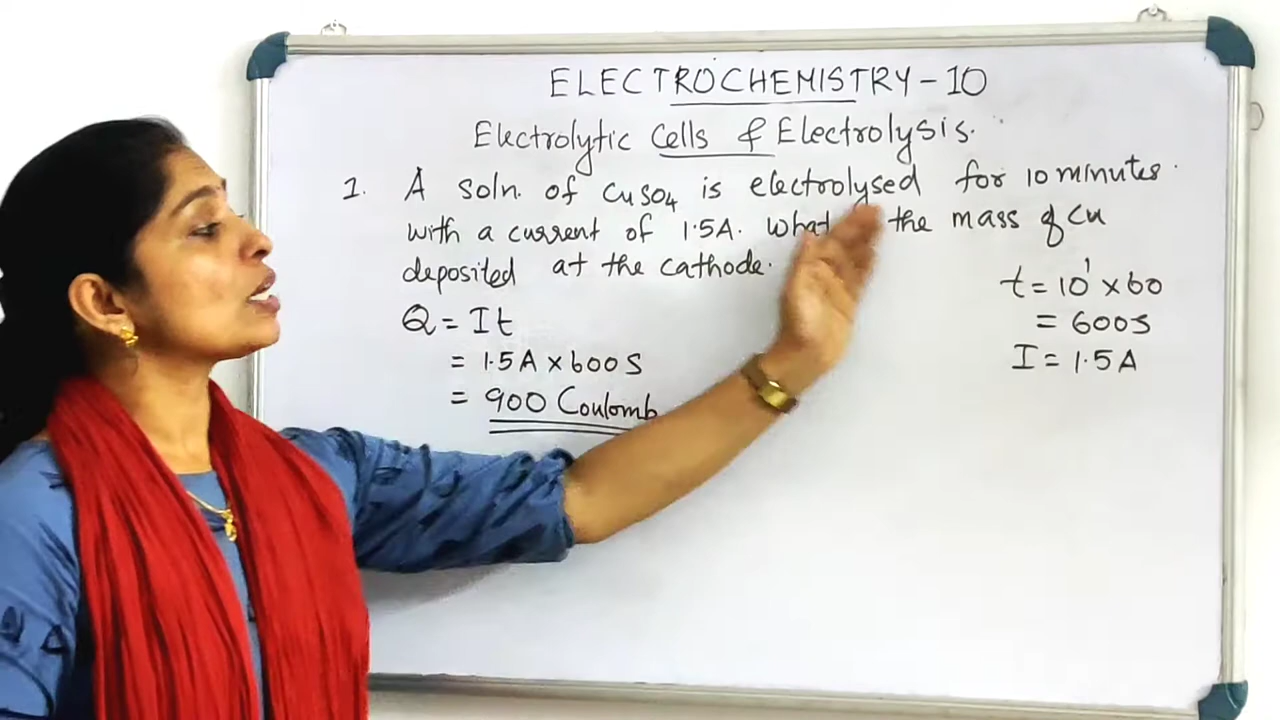 ELECTROCHEMISTRY-10
Electrolytic Cells & Electrolysis.
1. A soln. of CuSO4 is electrolysed for 10 minutes.
with a current of 1.5A. What the mass of Cu
deposited at the cathode.
t = 10' x 60
= 600s
I = 1.5A
Q = It
= 1.5A x 600s
= 900 Coulomb